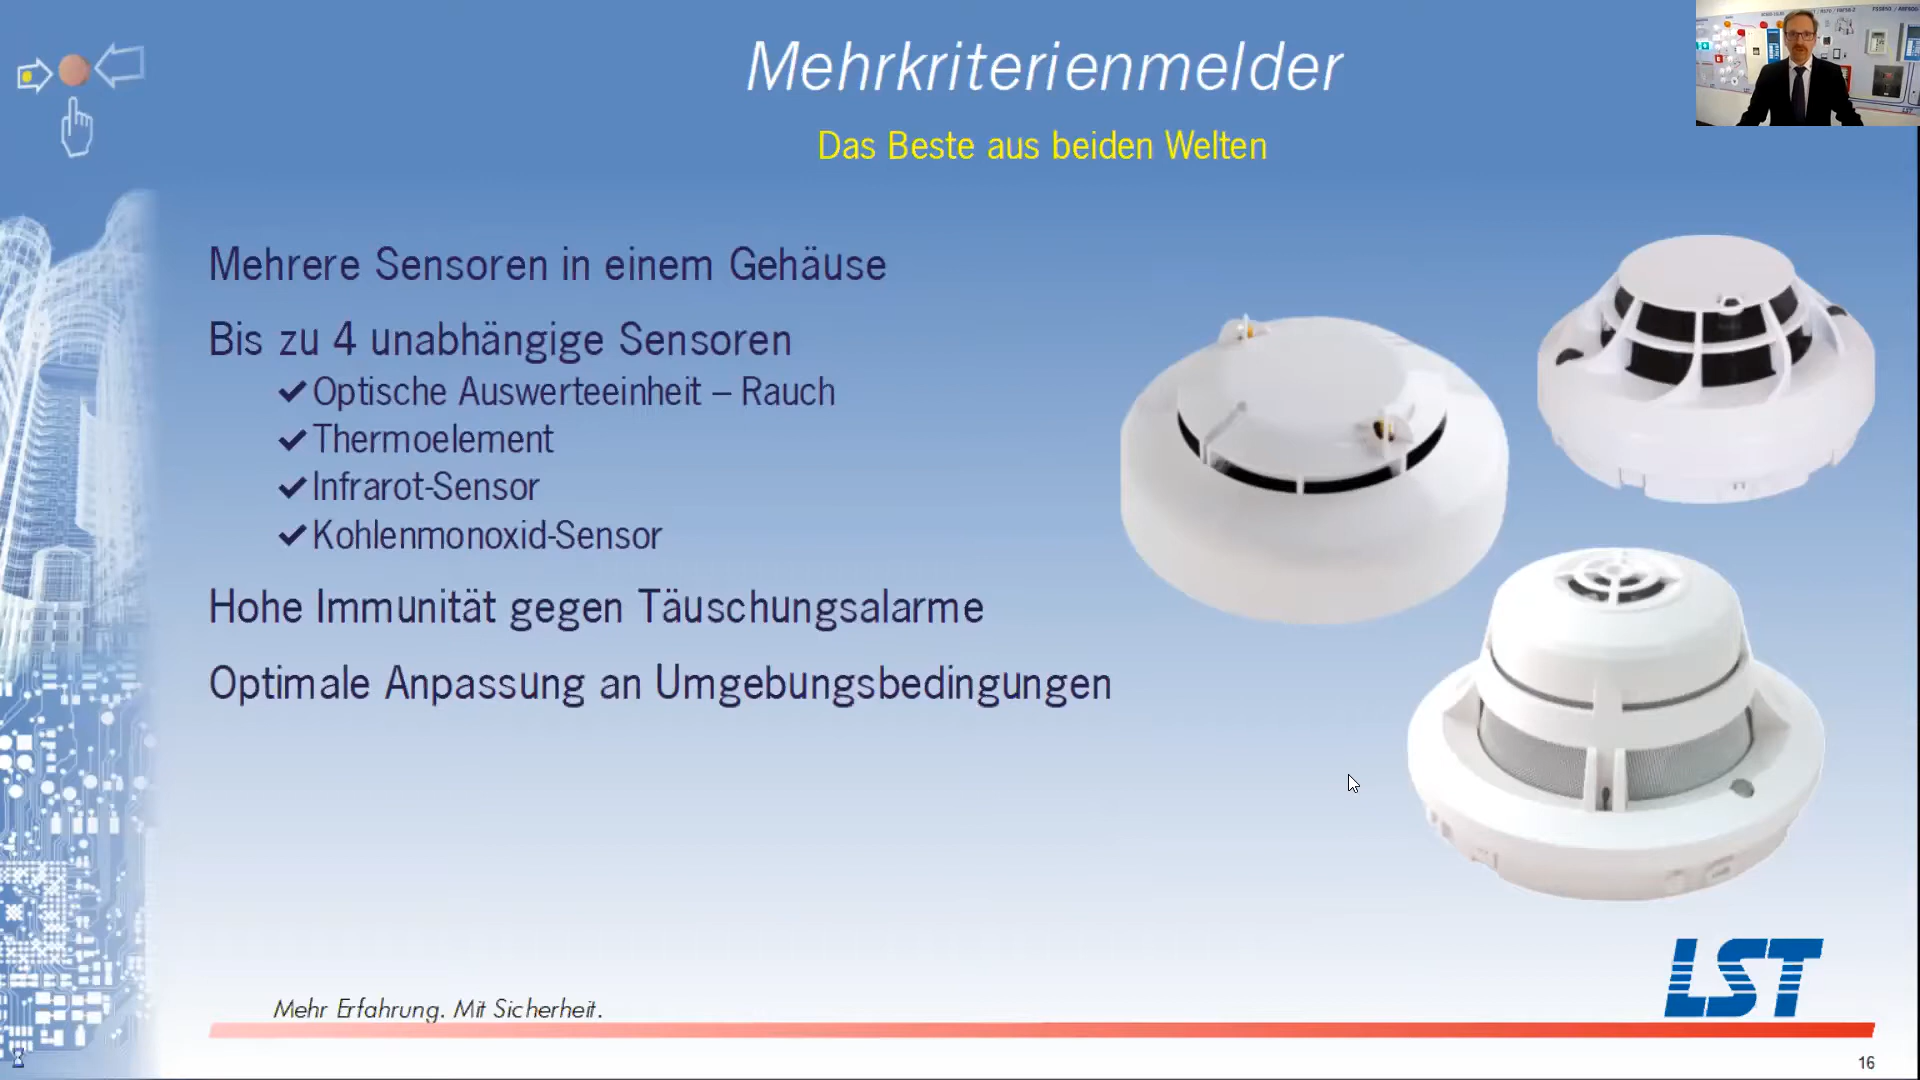 Mehrkriterienmelder
Das Beste aus beiden Welten
Mehrere Sensoren in einem Gehäuse
Bis zu 4 unabhängige Sensoren
Optische Auswerteeinheit – Rauch
Thermoelement
Infrarot-Sensor
Kohlenmonoxid-Sensor
Hohe Immunität gegen Täuschungsalarme
Optimale Anpassung an Umgebungsbedingungen
LST
Mehr Erfahrung. Mit Sicherheit.
16